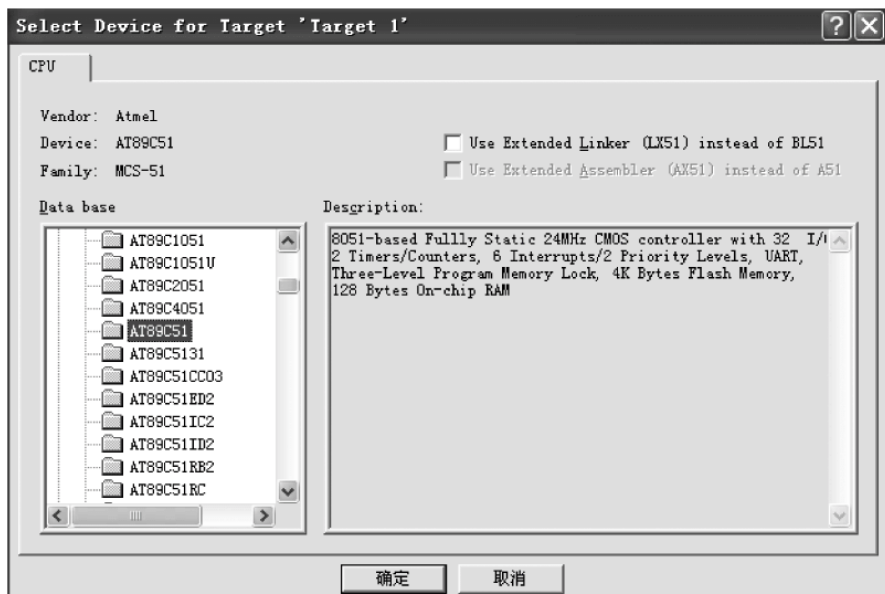 Select Device for Target 'Target 1'
CPU
Vendor: Atmel
Device: AT89C51
Family: MCS-51
Use Extended Linker (LX51) instead of BL51
Use Extended Assembler (AX51) instead of A51
Data base
AT89C1051
AT89C1051U
AT89C2051
AT89C4051
AT89C51
AT89C5131
AT89C51CC03
AT89C51ED2
AT89C51IC2
AT89C51ID2
AT89C51RB2
AT89C51RC
Description:
8051-based Fullly Static 24MHz CMOS controller with 32 I/
2 Timers/Counters, 6 Interrupts/2 Priority Levels, UART,
Three-Level Program Memory Lock, 4K Bytes Flash Memory,
128 Bytes On-chip RAM
确定
取消